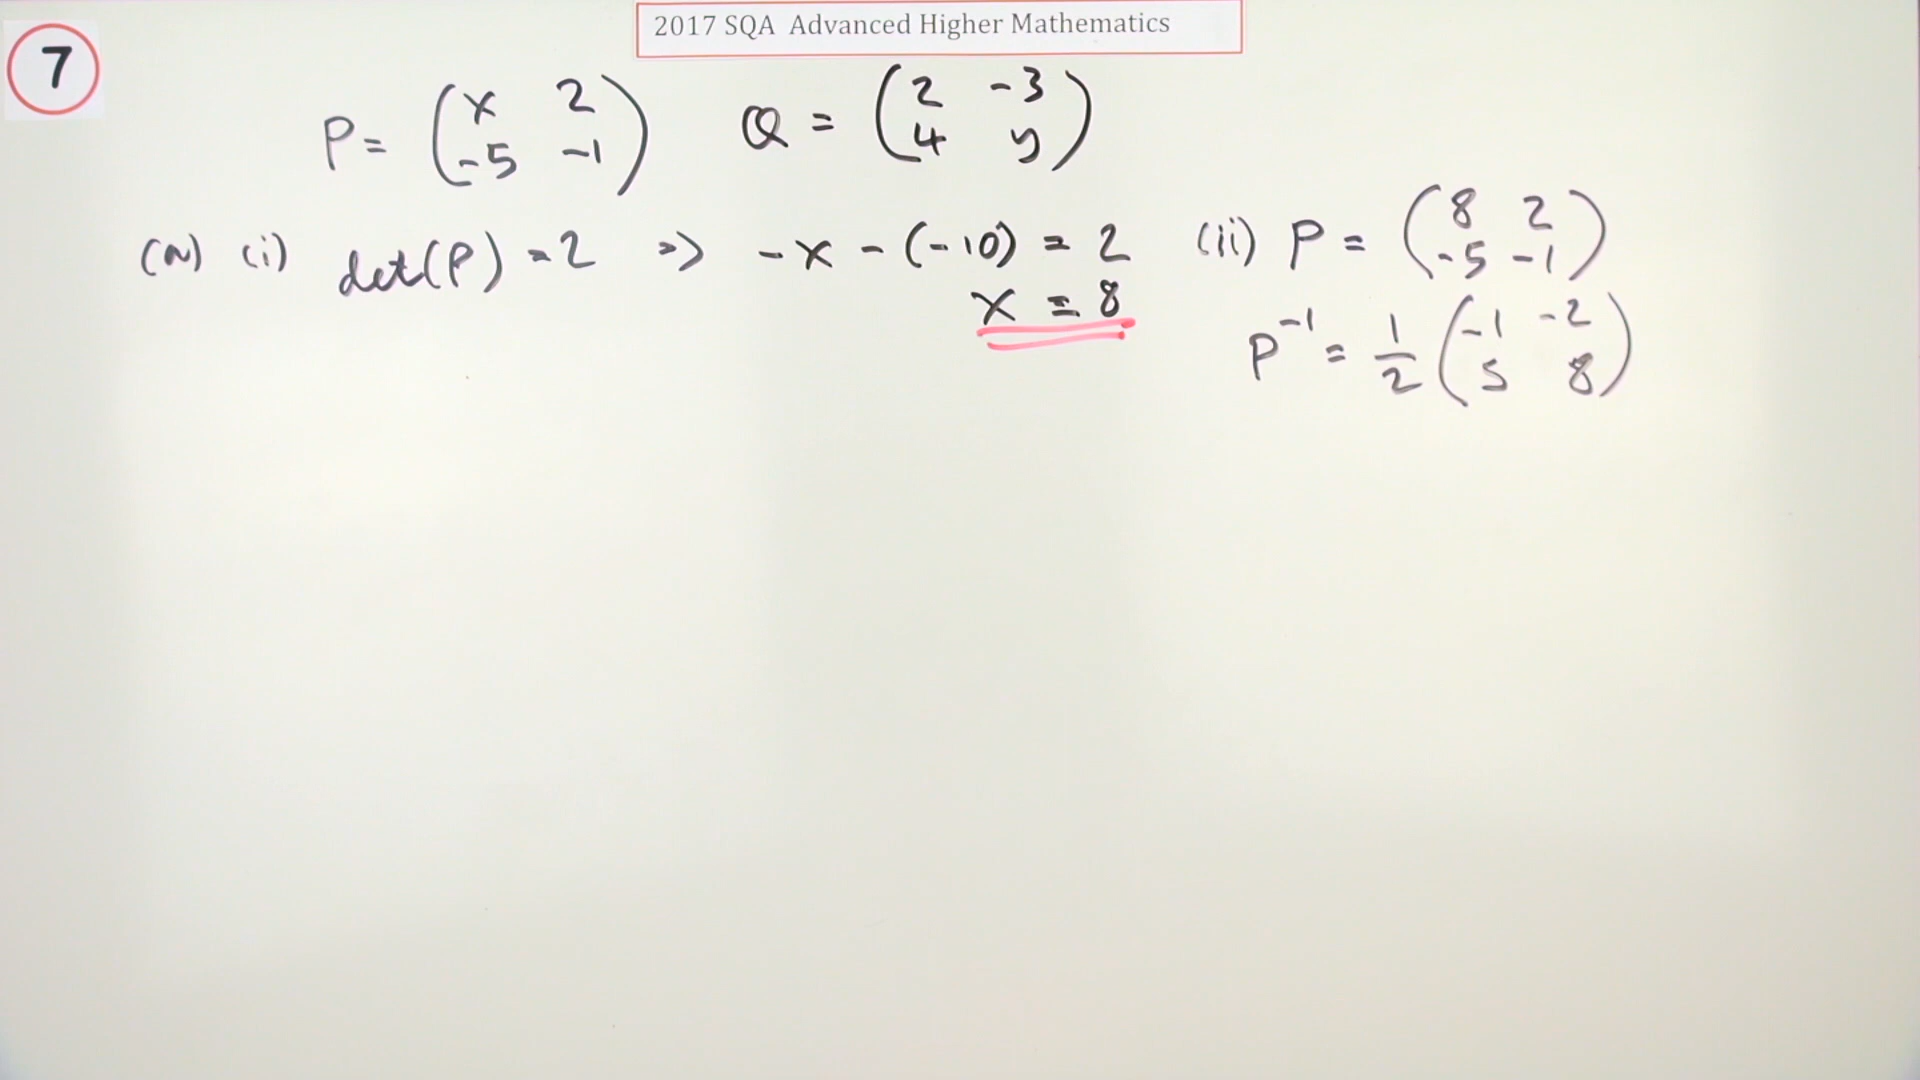 2017 SQA Advanced Higher Mathematics
7
P = (x 2
-5 -1) Q = (2 -3
4 y)
(a) (i) det(P) = 2 => -x - (-10) = 2
x = 8
(ii) P = (8 2
-5 -1)
P⁻¹ = 1/2 (-1 -2
5 8)